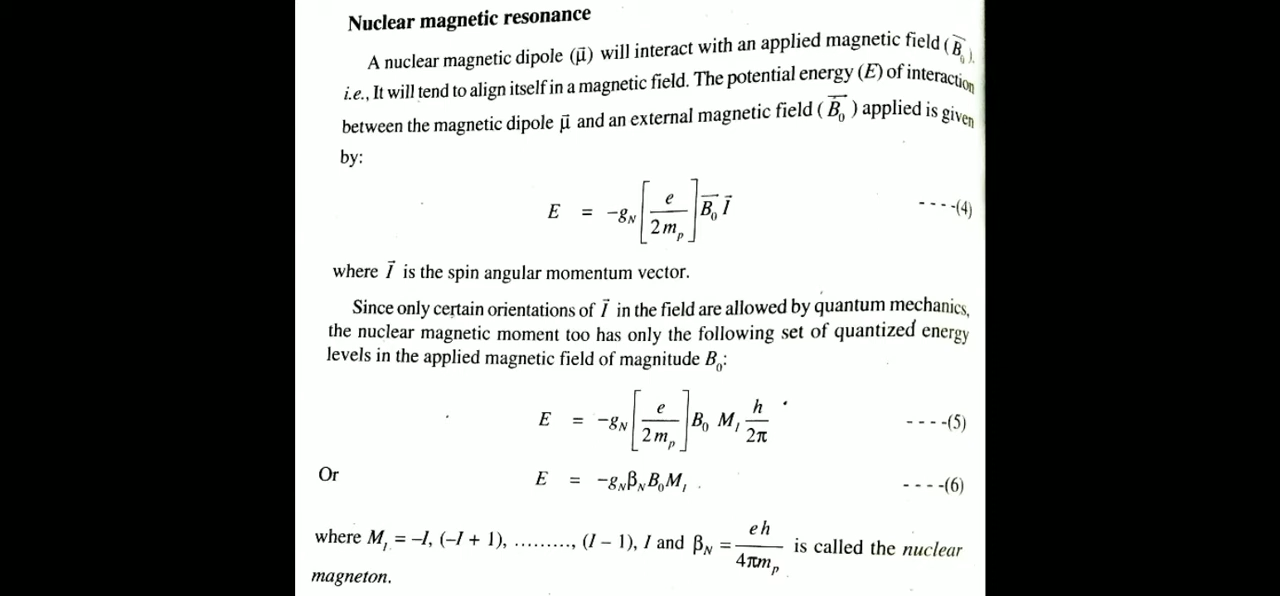 Nuclear magnetic resonance
A nuclear magnetic dipole (μ̄) will interact with an applied magnetic field (B⃗₀),
i.e., It will tend to align itself in a magnetic field. The potential energy (E) of interaction
between the magnetic dipole μ̄ and an external magnetic field (B⃗₀) applied is given
by:
E = −g_N [e / 2m_p] B⃗₀ I⃗ - - - -(4)
where I⃗ is the spin angular momentum vector.
Since only certain orientations of I⃗ in the field are allowed by quantum mechanics,
the nuclear magnetic moment too has only the following set of quantized energy
levels in the applied magnetic field of magnitude B₀:
E = −g_N [e / 2m_p] B₀ M_I h / 2π - - - -(5)
Or E = −g_N β_N B₀ M_I - - - -(6)
where M_I = −I, (−I + 1), ........., (I − 1), I and β_N = eh / 4πm_p is called the nuclear
magneton.